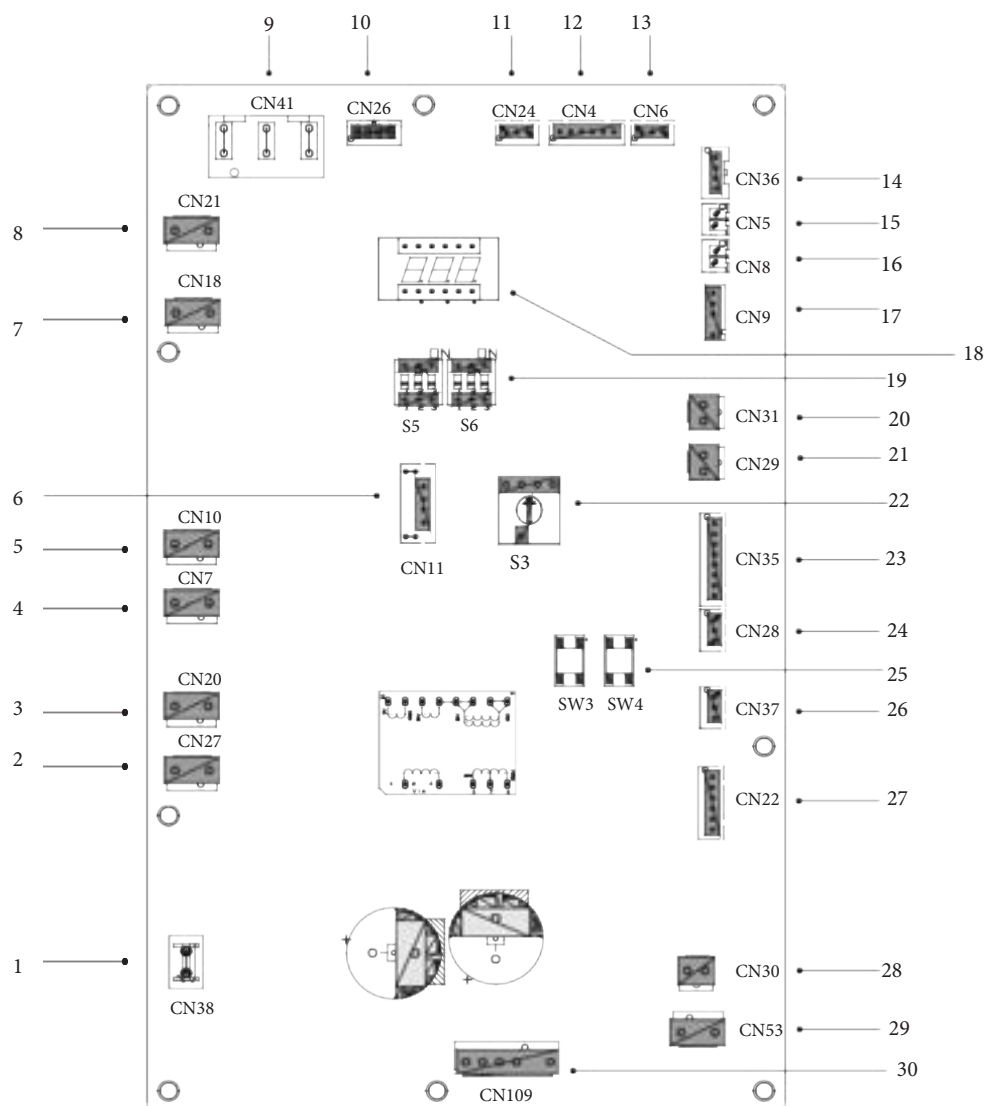 9 10 11 12 13
CN41 CN26 CN24 CN4 CN6
CN36 14
CN21 CN5 15
8
CN8 16
CN18
7 CN9 17
18
19
S5 S6 CN31 20
CN29 21
6 22
CN10
5 CN11 S3 CN35 23
CN7
4 CN28 24
25
CN20 SW3 SW4
3 CN37 26
CN27
2
CN22 27
1 CN30 28
CN38
CN53 29
30
CN109